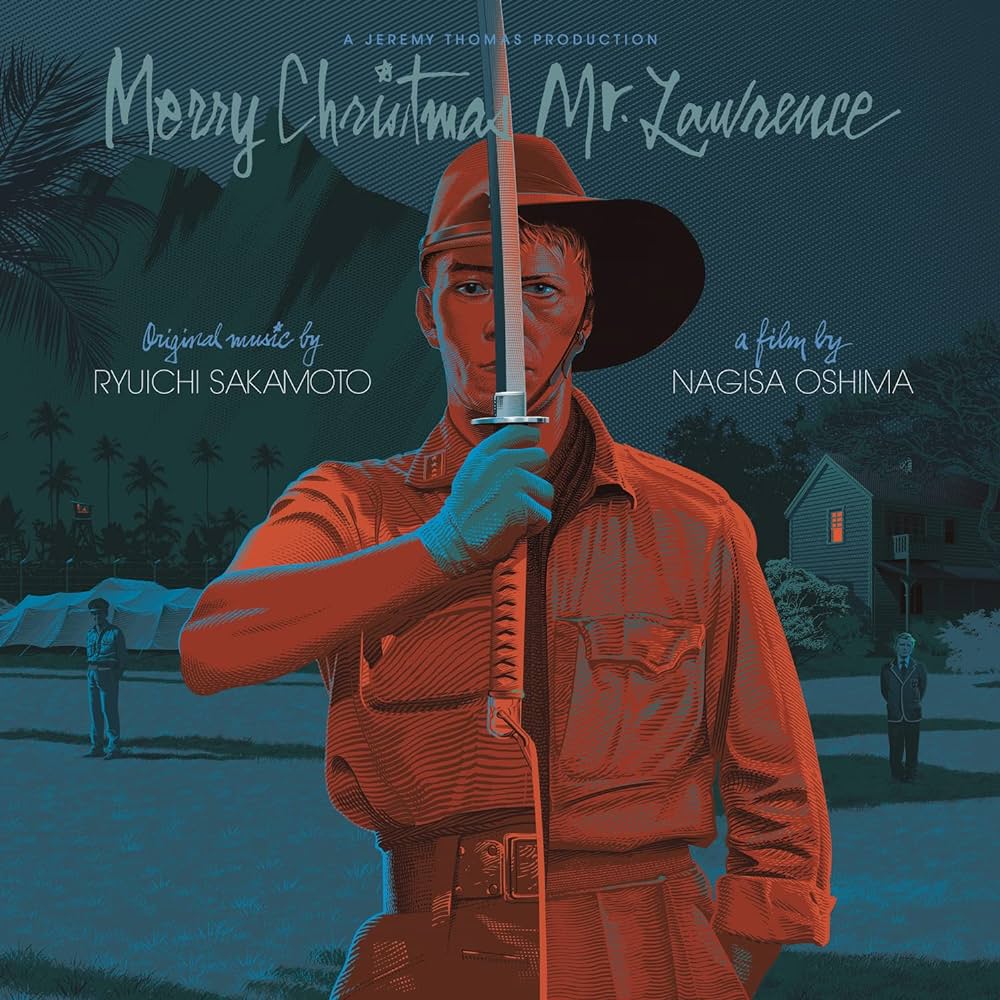 A JEREMY THOMAS PRODUCTION
Merry Christmas Mr. Lawrence
Original music by
RYUICHI SAKAMOTO
a film by
NAGISA OSHIMA